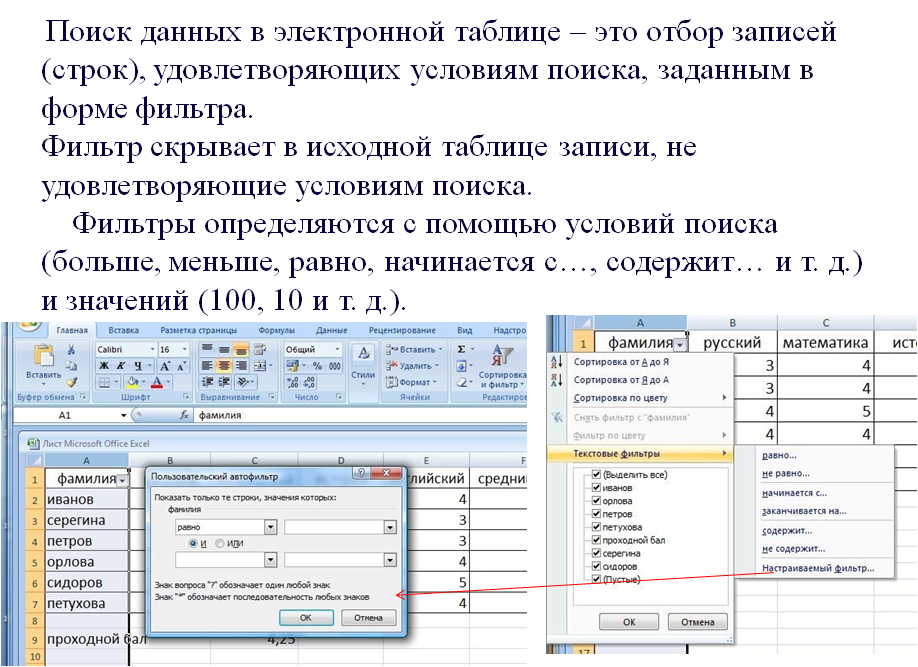 Поиск данных в электронной таблице – это отбор записей
(строк), удовлетворяющих условиям поиска, заданным в
форме фильтра.
Фильтр скрывает в исходной таблице записи, не
удовлетворяющие условиям поиска.
Фильтры определяются с помощью условий поиска
(больше, меньше, равно, начинается с…, содержит… и т. д.)
и значений (100, 10 и т. д.).
Главная Вставка Разметка страницы Формулы Данные Рецензирование Вид Надстро
Calibri 16 Общий
Ж К Ч % 000
Вставить Стили Вставить Удалить Формат Σ Сортировка и фильтр
Буфер обмена Шрифт Выравнивание Число Ячейки Редактиро
A1 fx фамилия
Лист Microsoft Office Excel
A B C D E F
1 фамилия глийский средни
2 иванов 4
3 серегина 3
4 петров 3
5 орлова 4
6 сидоров 5
7 петухова 4
8
9 проходной бал 4,25
10
Пользовательский автофильтр
Показать только те строки, значения которых:
фамилия
равно
И ИЛИ
Знак вопроса "?" обозначает один любой знак
Знак "*" обозначает последовательность любых знаков
ОК Отмена
A B C
1 фамилия русский математика ист
3 4
3 4
4 5
4 4
Сортировка от А до Я
Сортировка от Я до А
Сортировка по цвету
Снять фильтр с "фамилия"
Фильтр по цвету
Текстовые фильтры
(Выделить все)
иванов
орлова
петров
петухова
проходной бал
серегина
сидоров
(Пустые)
ОК Отмена
равно...
не равно...
начинается с...
заканчивается на...
содержит...
не содержит...
Настраиваемый фильтр...
17